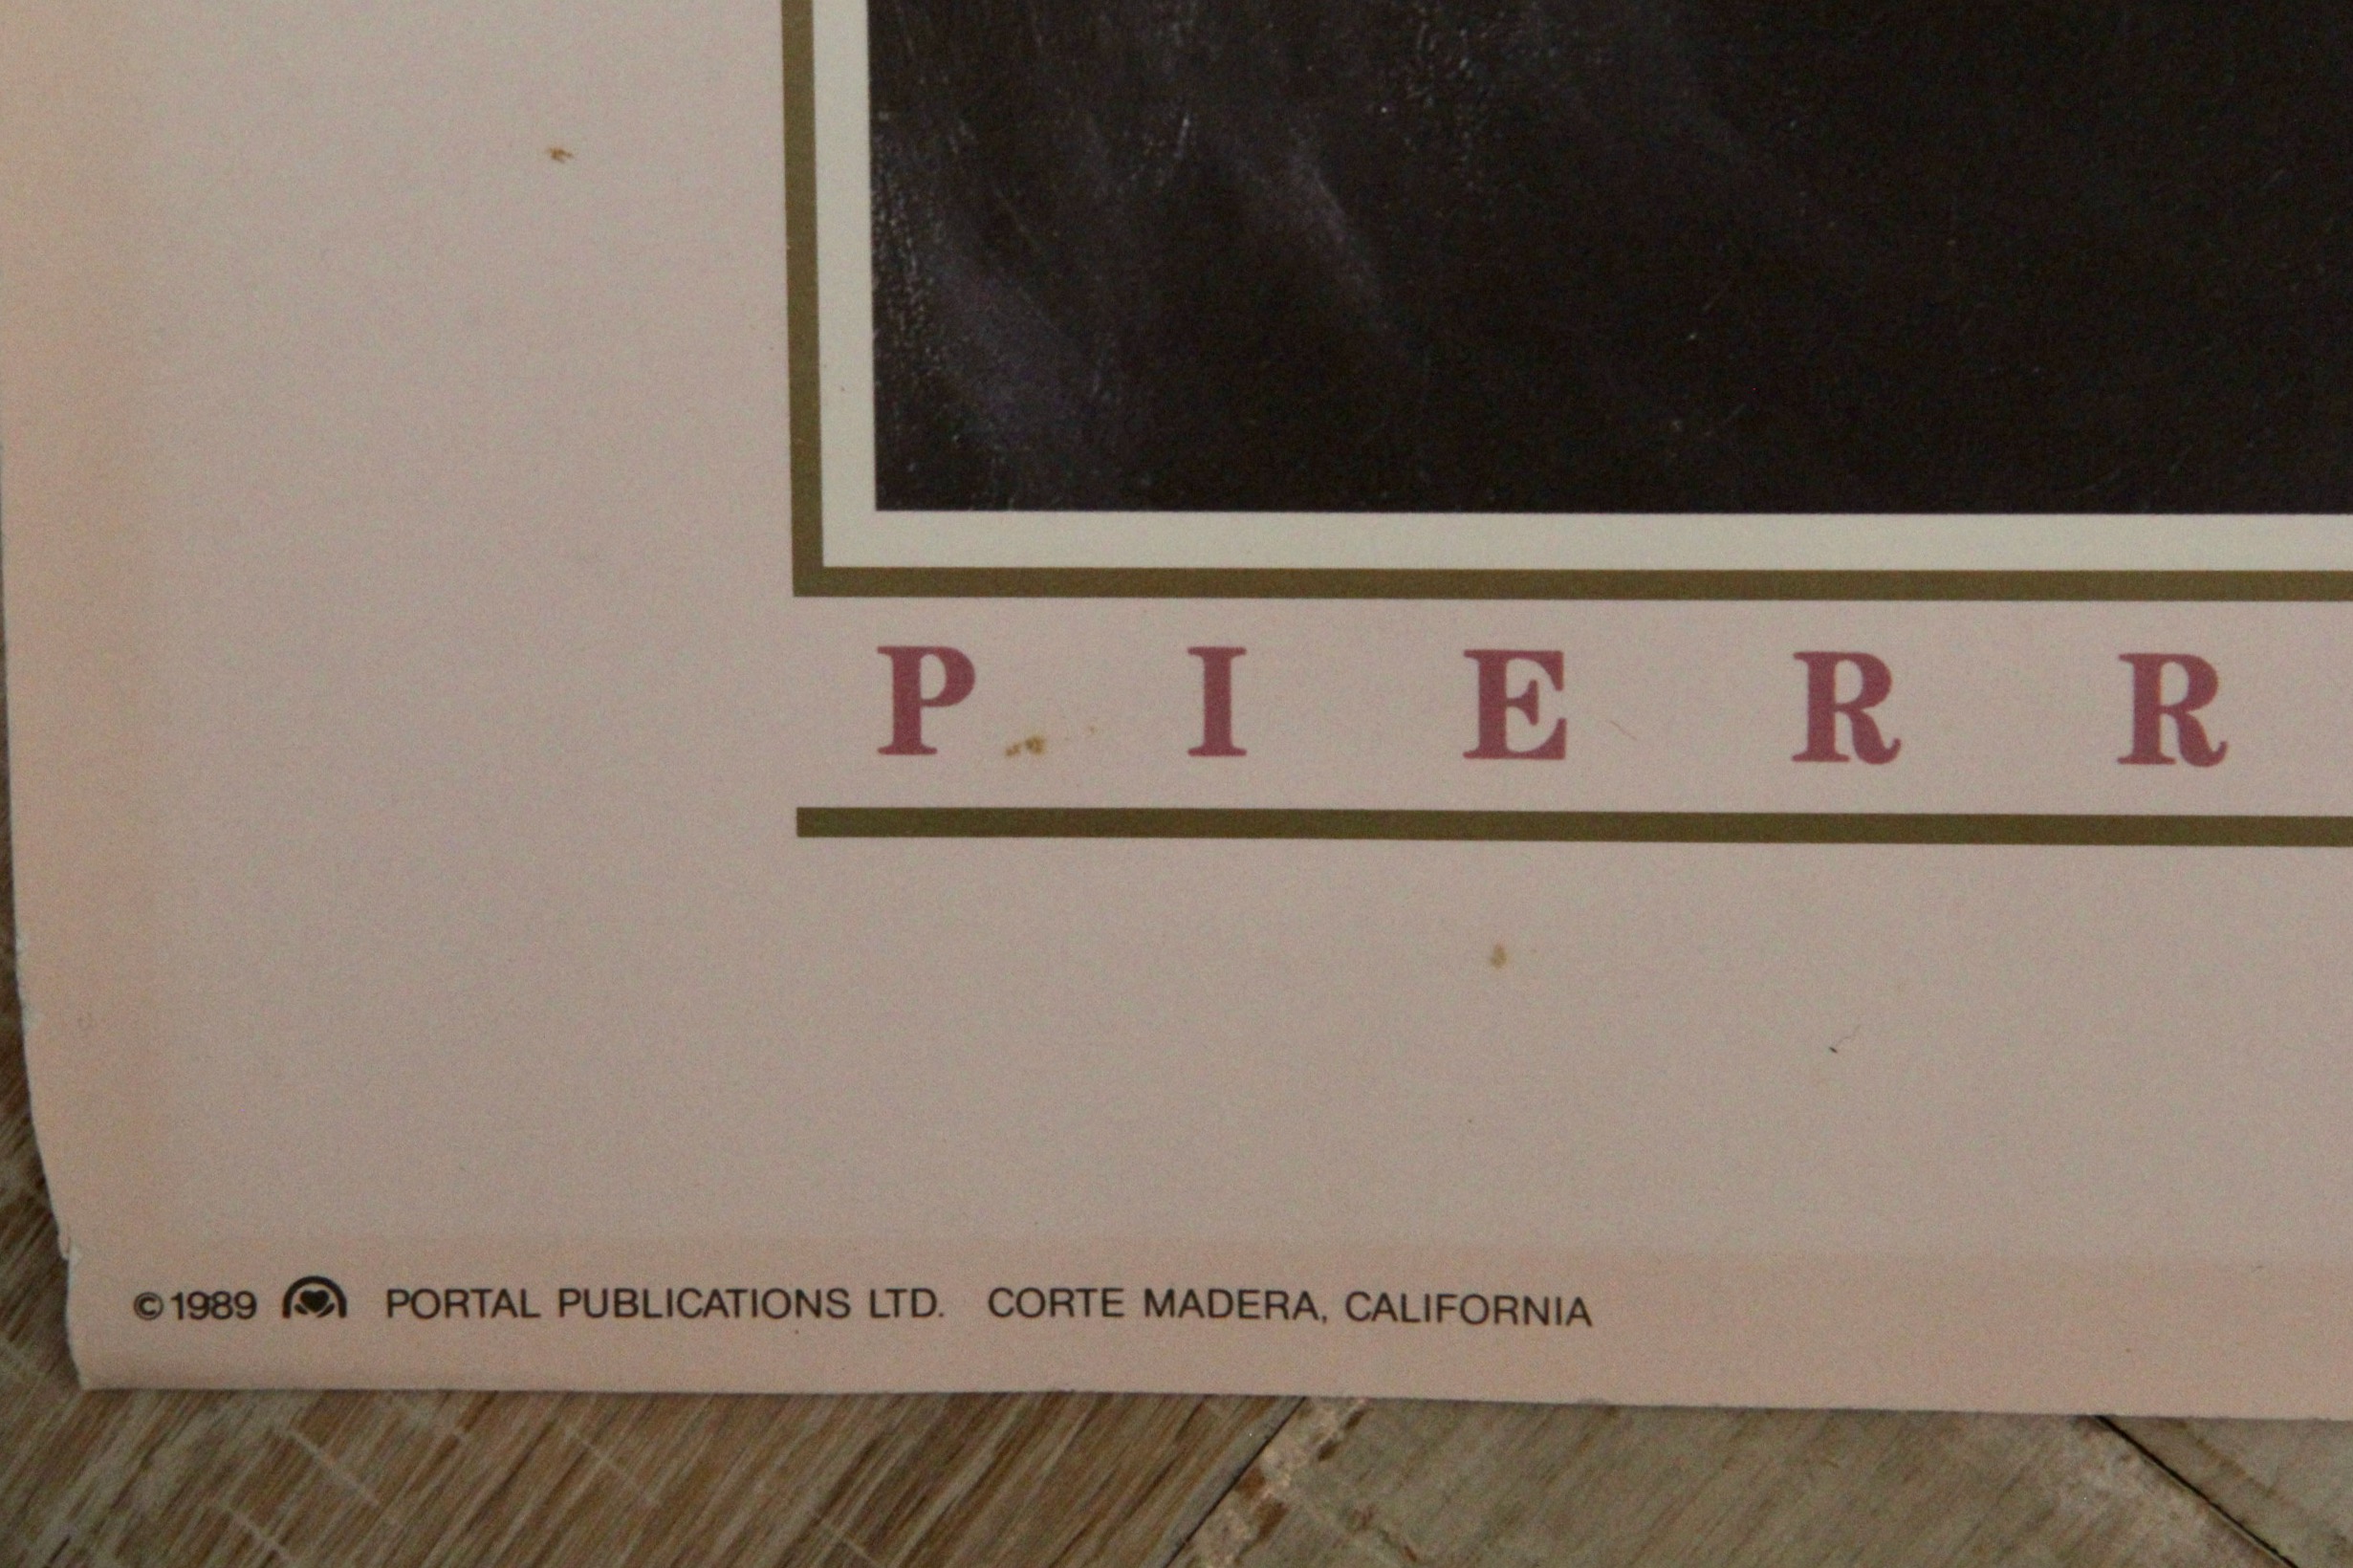 P I E R R
©1989 PORTAL PUBLICATIONS LTD. CORTE MADERA, CALIFORNIA